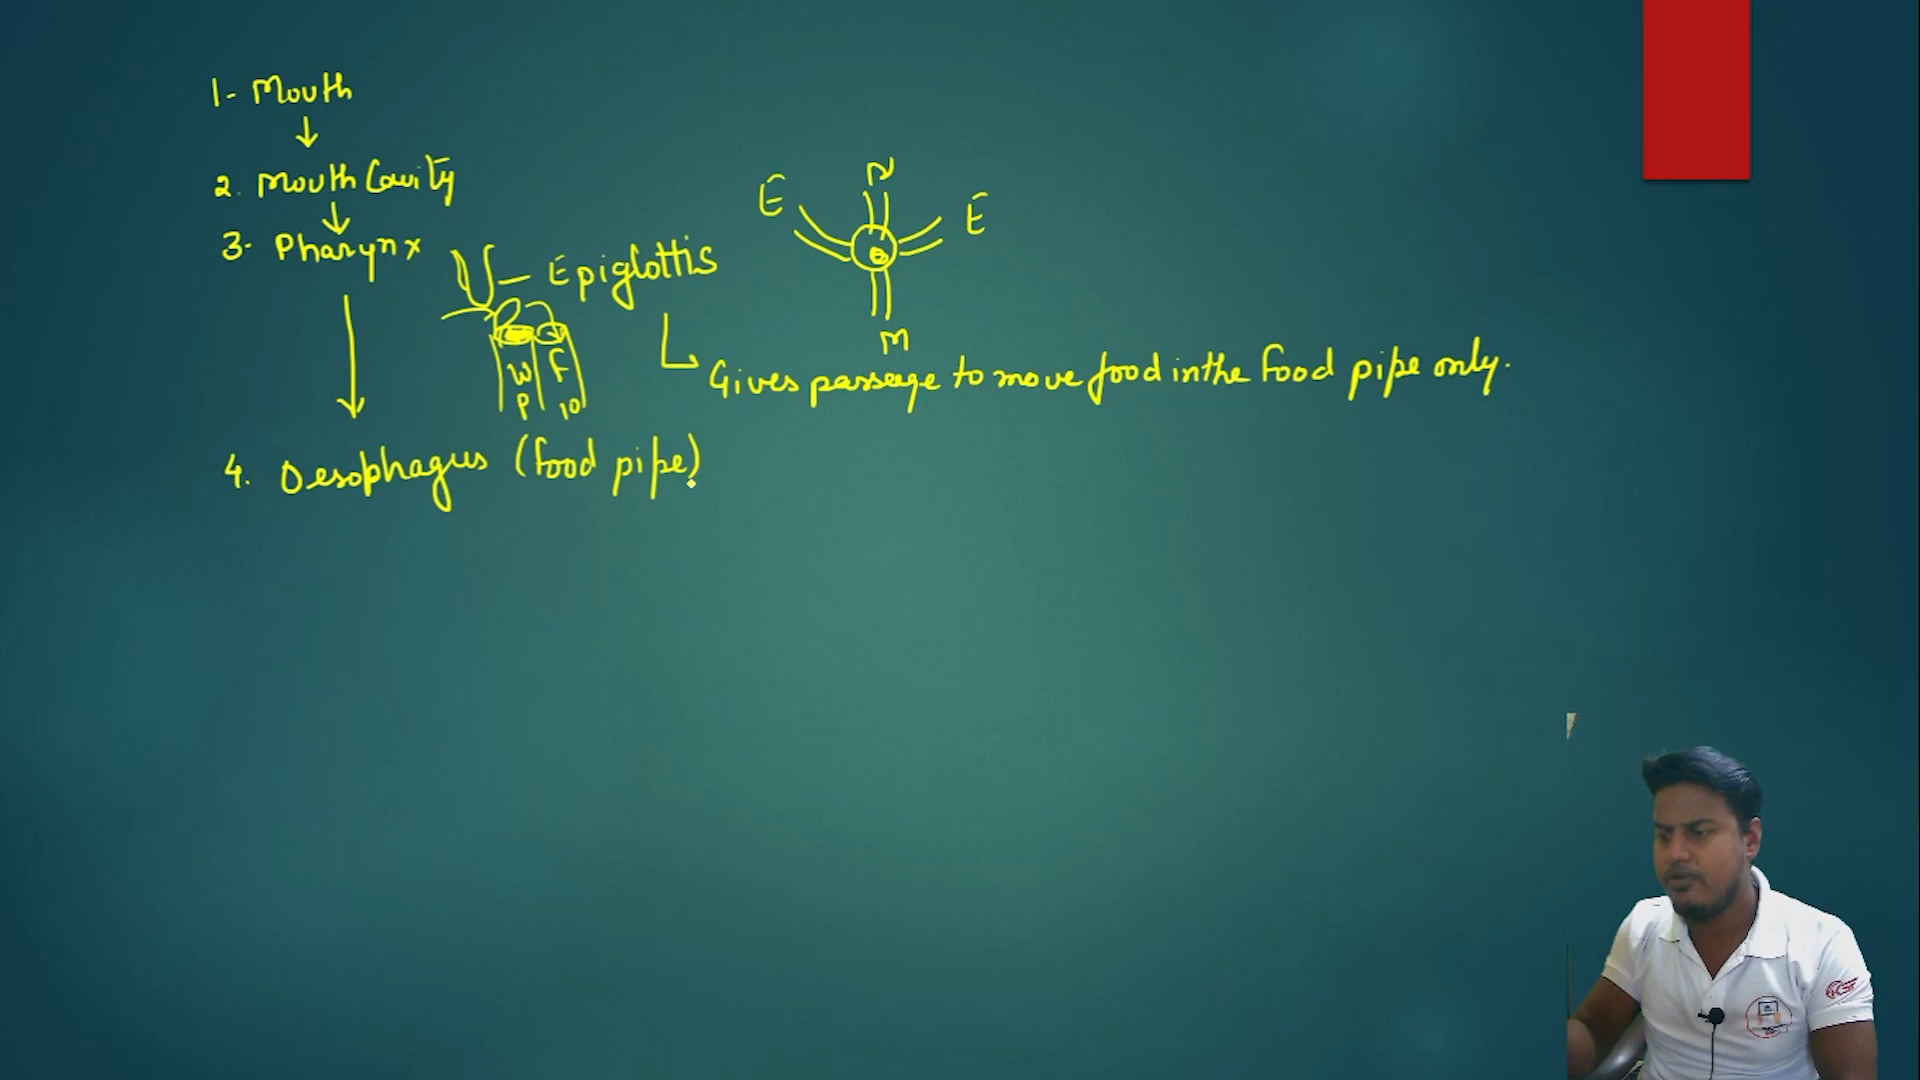 1- Mouth
2. Mouth Cavity
3- Pharynx
Epiglottis
E
N
E
M
W
P
F
Gives passage to move food in the food pipe only.
4. Oesophagus (food pipe)